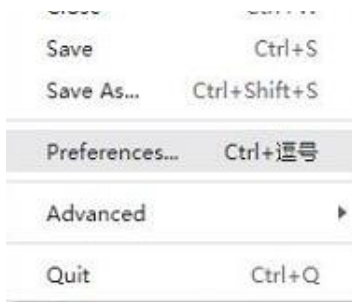 Save Ctrl+S
Save As... Ctrl+Shift+S
Preferences... Ctrl+逗号
Advanced
Quit Ctrl+Q